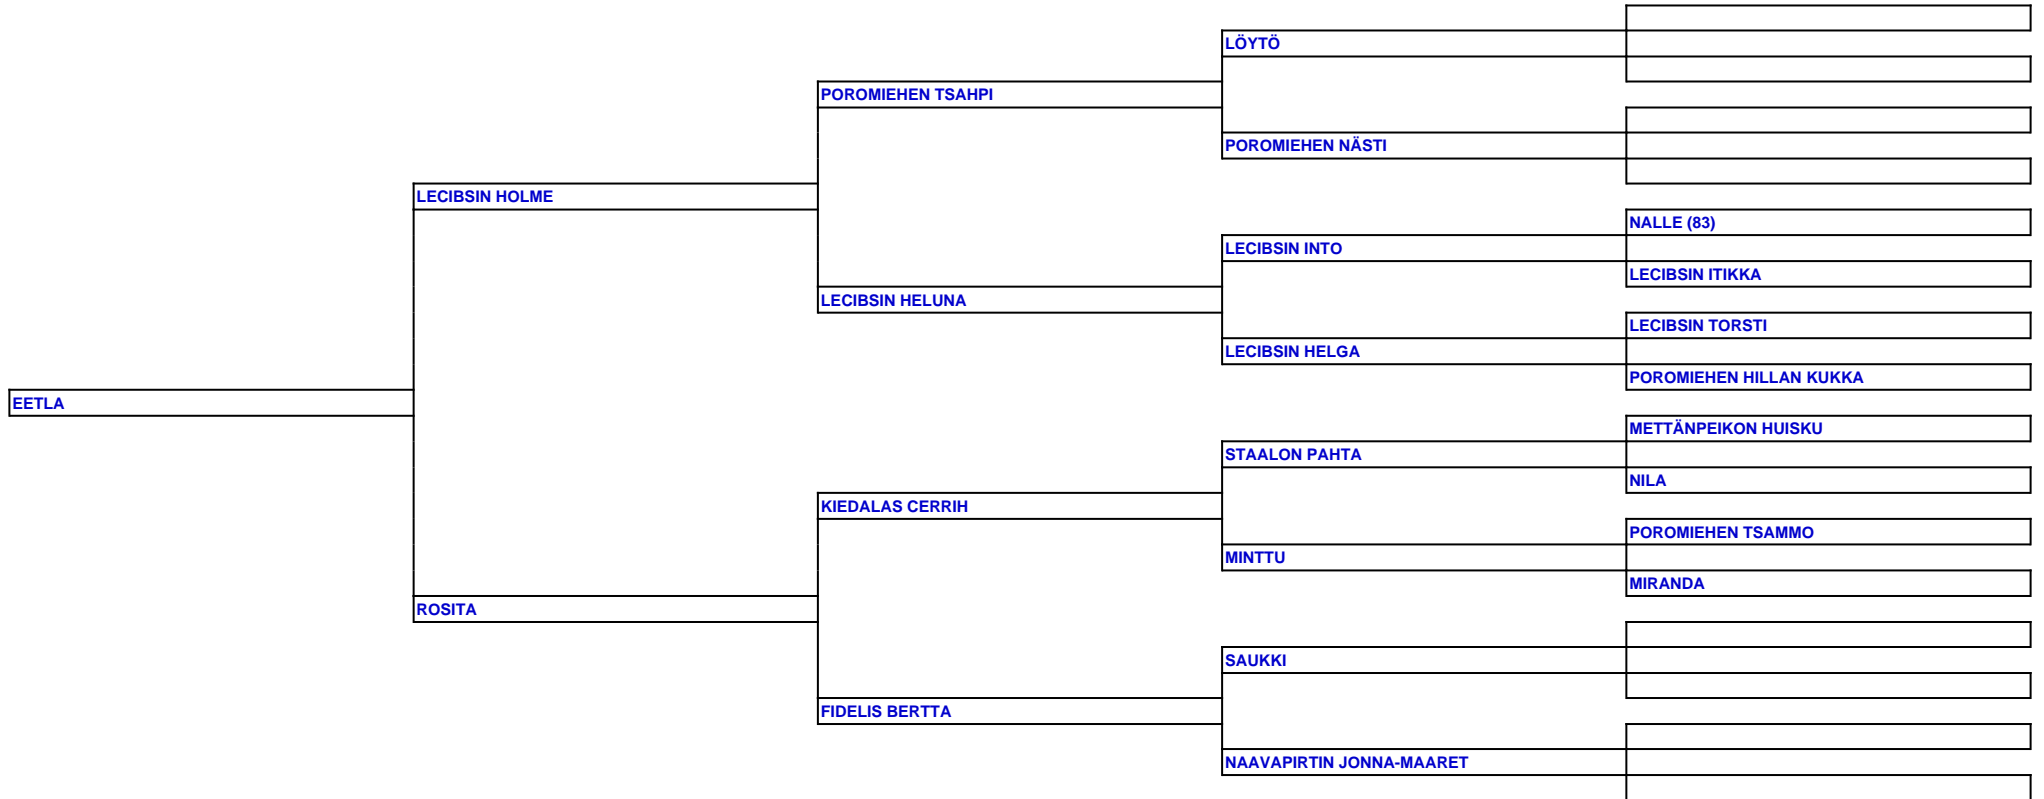 LÖYTÖ
POROMIEHEN TSAHPI
POROMIEHEN NÄSTI
LECIBSIN HOLME
NALLE (83)
LECIBSIN INTO
LECIBSIN ITIKKA
LECIBSIN HELUNA
LECIBSIN TORSTI
LECIBSIN HELGA
POROMIEHEN HILLAN KUKKA
EETLA
METTÄNPEIKON HUISKU
STAALON PAHTA
NILA
KIEDALAS CERRIH
POROMIEHEN TSAMMO
MINTTU
MIRANDA
ROSITA
SAUKKI
FIDELIS BERTTA
NAAVAPIRTIN JONNA-MAARET